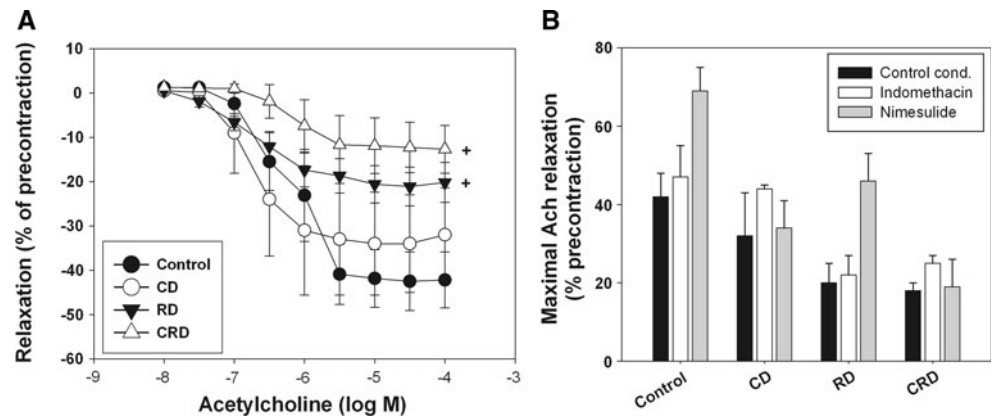 A
Relaxation (% of precontraction)
10
0
-10
-20
-30
-40
-50
-60
+
+
Control
CD
RD
CRD
-9
-8
-7
-6
-5
-4
-3
Acetylcholine (log M)
B
Maximal Ach relaxation
(% precontraction)
80
60
40
20
0
Control cond.
Indomethacin
Nimesulide
Control
CD
RD
CRD